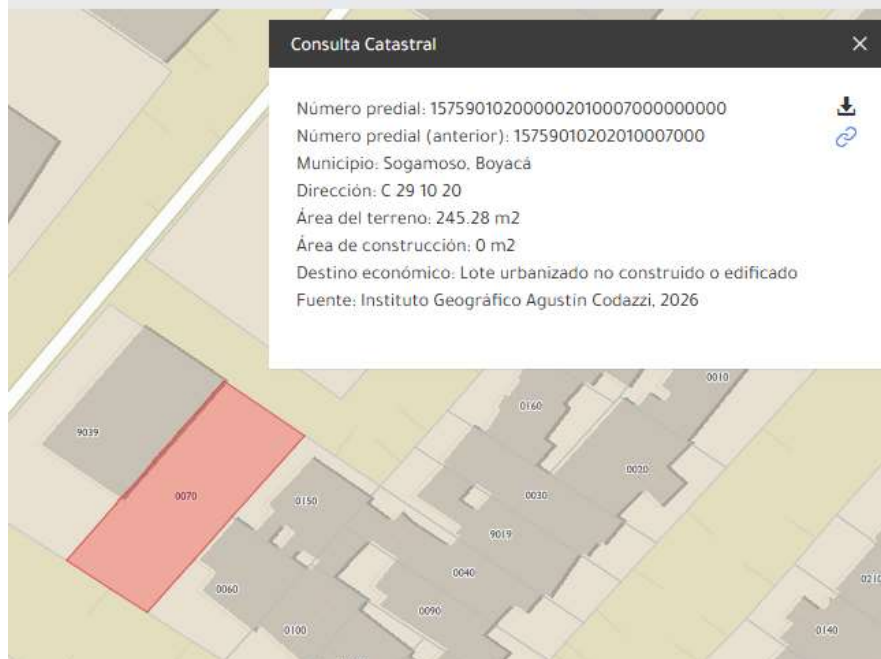 Consulta Catastral
Número predial: 157590102000002010007000000000
Número predial (anterior): 15759010202010007000
Municipio: Sogamoso, Boyacá
Dirección: C 29 10 20
Área del terreno: 245.28 m2
Área de construcción: 0 m2
Destino económico: Lote urbanizado no construido o edificado
Fuente: Instituto Geográfico Agustín Codazzi, 2026
0010
0160
9039
0020
0070
0150
0030
9019
0040
0210
0060
0090
0100
0140